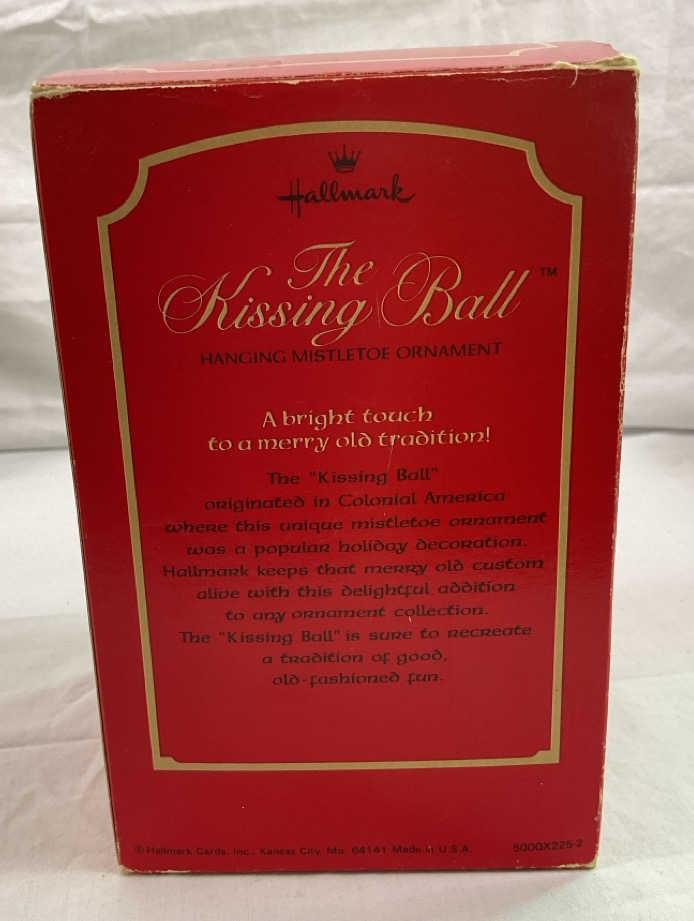 Hallmark
The
Kissing Ball™
HANGING MISTLETOE ORNAMENT
A bright touch
to a merry old tradition!
The "Kissing Ball"
originated in Colonial America
where this unique mistletoe ornament
was a popular holiday decoration.
Hallmark keeps that merry old custom
alive with this delightful addition
to any ornament collection.
The "Kissing Ball" is sure to recreate
a tradition of good,
old-fashioned fun.
© Hallmark Cards, Inc., Kansas City, Mo. 64141 Made in U.S.A. 500QX225-2